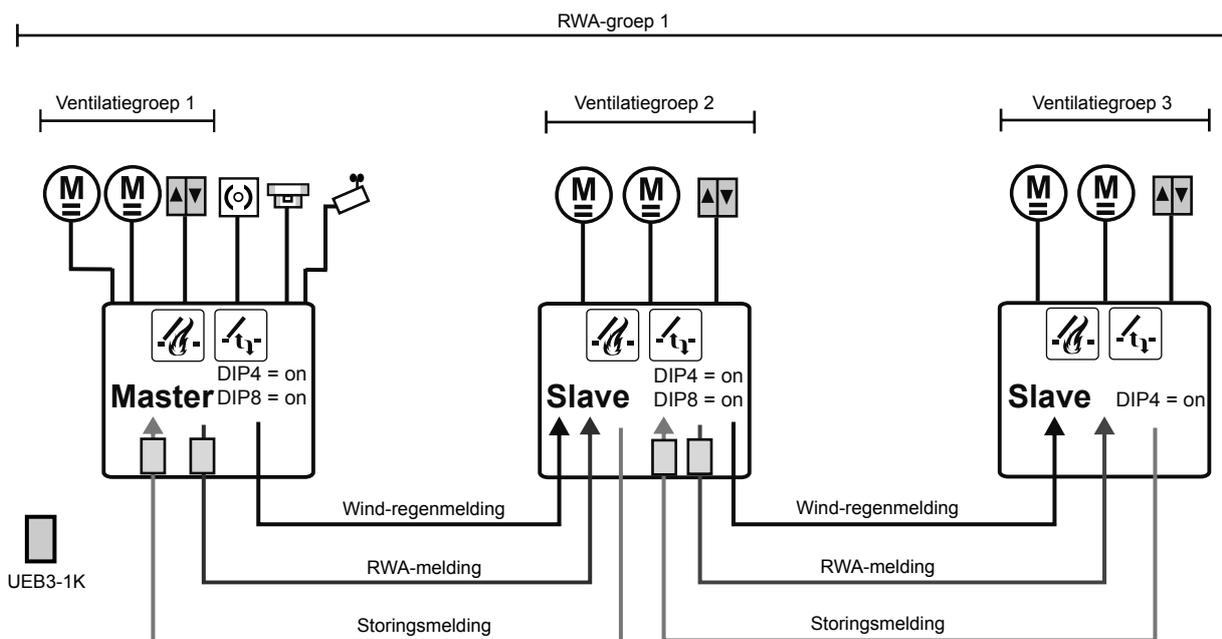 RWA-groep 1
Ventilatiegroep 1
Ventilatiegroep 2
Ventilatiegroep 3
M
M
M
M
M
M
DIP4 = on
Master DIP8 = on
DIP4 = on
Slave DIP8 = on
Slave DIP4 = on
Wind-regenmelding
Wind-regenmelding
RWA-melding
RWA-melding
UEB3-1K
Storingsmelding
Storingsmelding